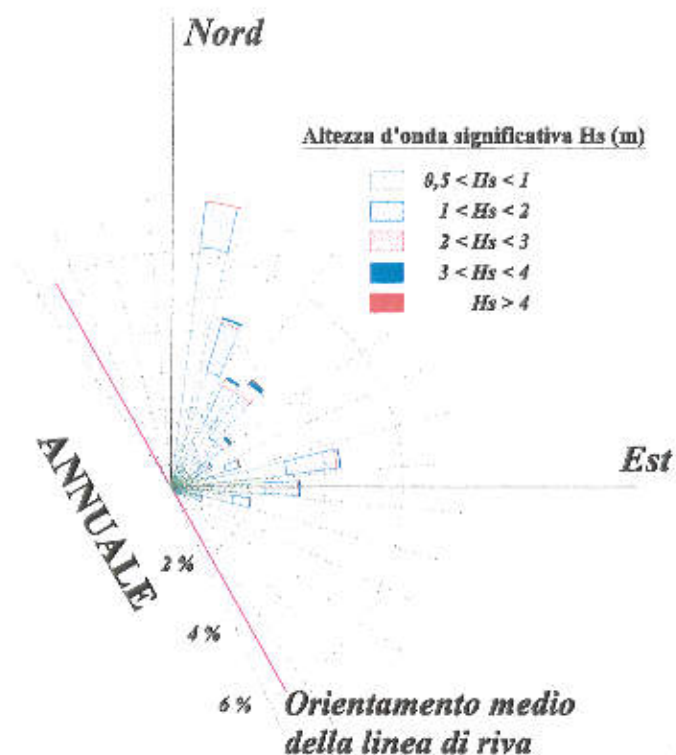 Nord
Altezza d'onda significativa Hs (m)
0,5 < Hs < 1
1 < Hs < 2
2 < Hs < 3
3 < Hs < 4
Hs > 4
Est
ANNUALE
2 %
4 %
6 %
Orientamento medio
della linea di riva